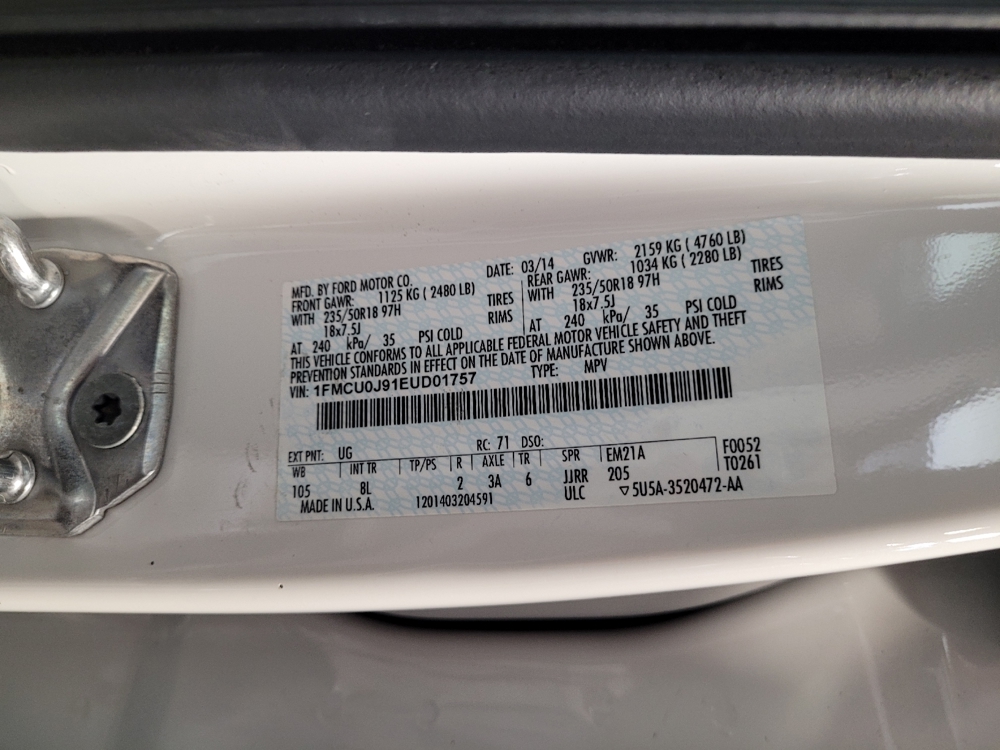 MFD. BY FORD MOTOR CO.
DATE: 03/14 GVWR: 2159 KG ( 4760 LB)
FRONT GAWR: 1125 KG ( 2480 LB) REAR GAWR: 1034 KG ( 2280 LB)
WITH 235/50R18 97H TIRES WITH 235/50R18 97H TIRES
18x7.5J RIMS 18x7.5J RIMS
AT 240 kPa/ 35 PSI COLD AT 240 kPa/ 35 PSI COLD
THIS VEHICLE CONFORMS TO ALL APPLICABLE FEDERAL MOTOR VEHICLE SAFETY AND THEFT
PREVENTION STANDARDS IN EFFECT ON THE DATE OF MANUFACTURE SHOWN ABOVE.
VIN: 1FMCU0J91EUD01757 TYPE: MPV
EXT PNT: UG RC: 71 DSO:
WB INT TR TP/PS R AXLE TR SPR EM21A F0052
105 8L 2 3A 6 JJRR 205 T0261
MADE IN U.S.A. 1201403204591 ULC ▽5U5A-3520472-AA